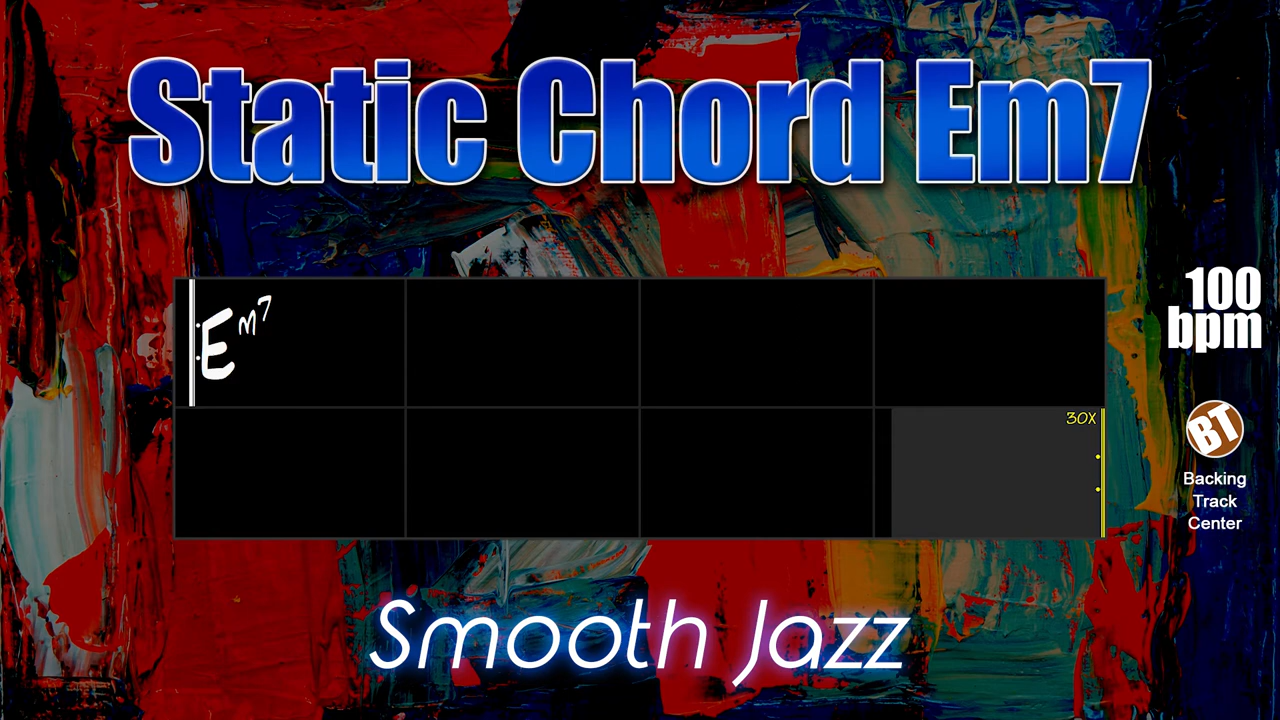 Static Chord Em7
Em7
100
bpm
30X
BT
Backing
Track
Center
Smooth Jazz